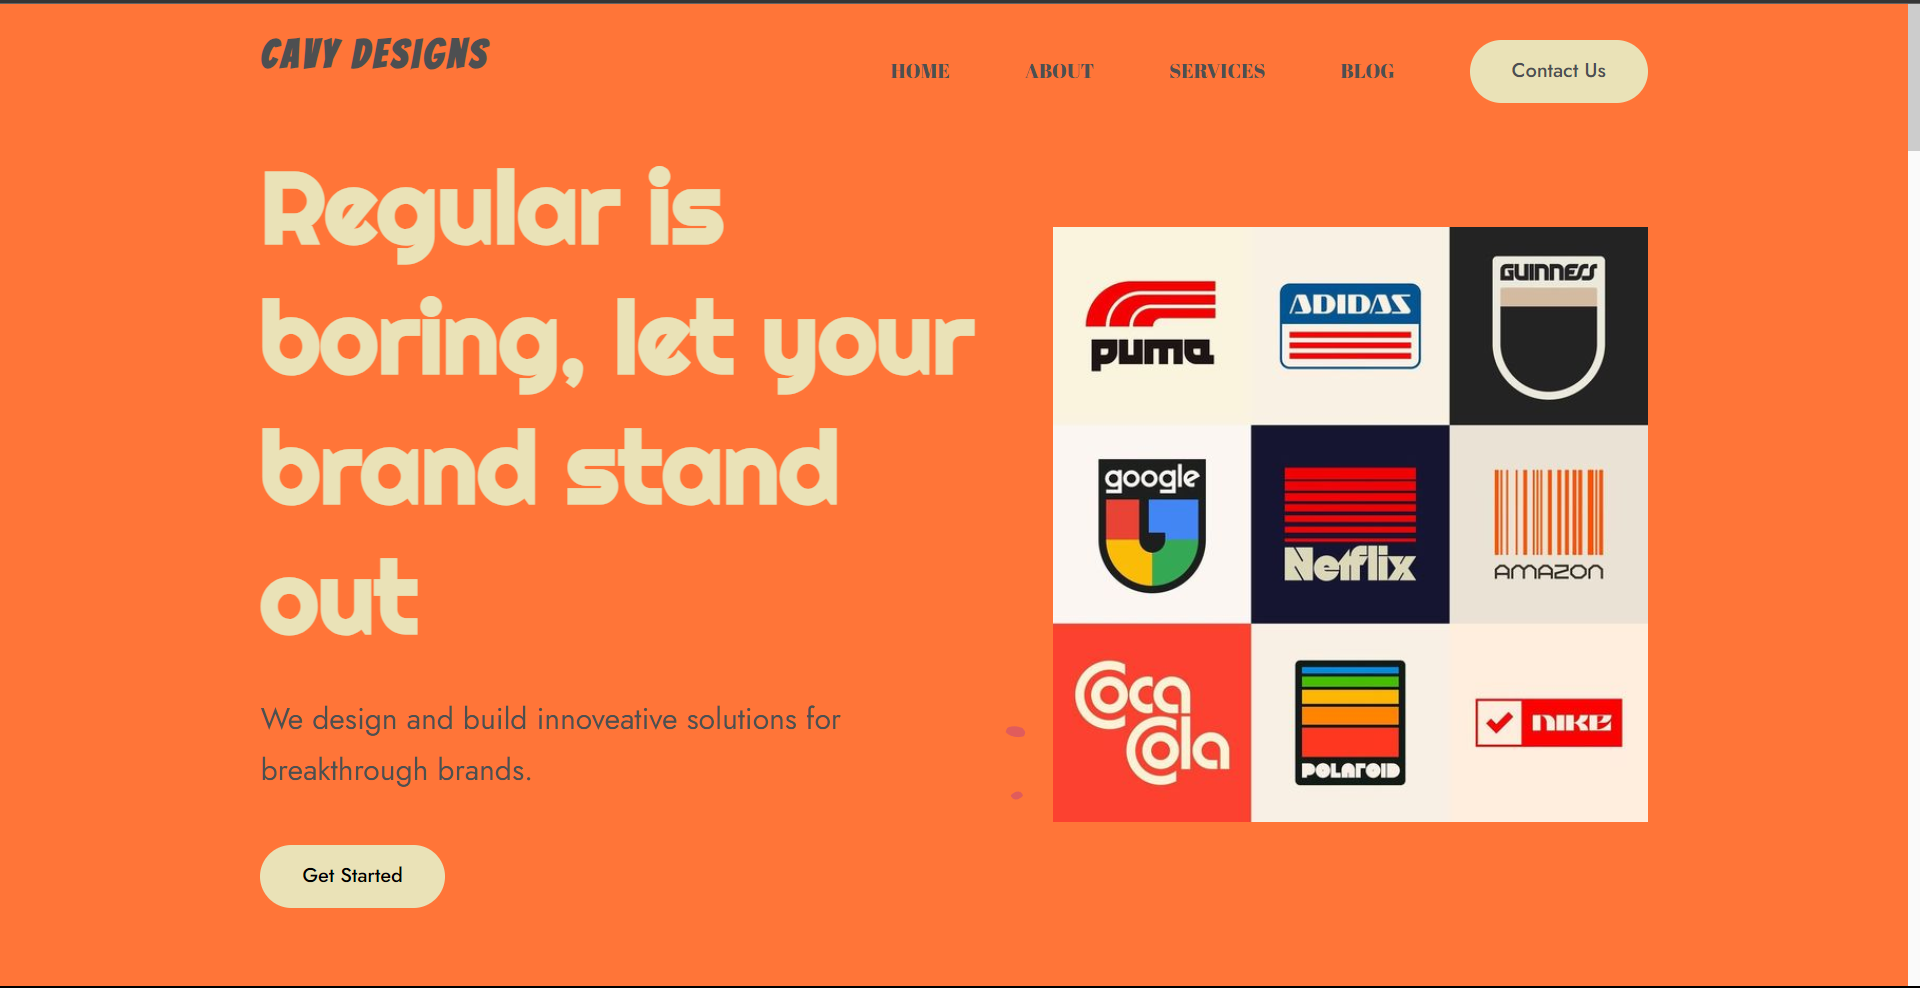 CAVY DESIGNS
HOME ABOUT SERVICES BLOG Contact Us
Regular is
boring, let your
brand stand
out
We design and build innoveative solutions for
breakthrough brands.
Get Started
puma
ADIDAS
GUINNESS
google
Netflix
AMAZON
Coca
Cola
POLAROID
NIKE